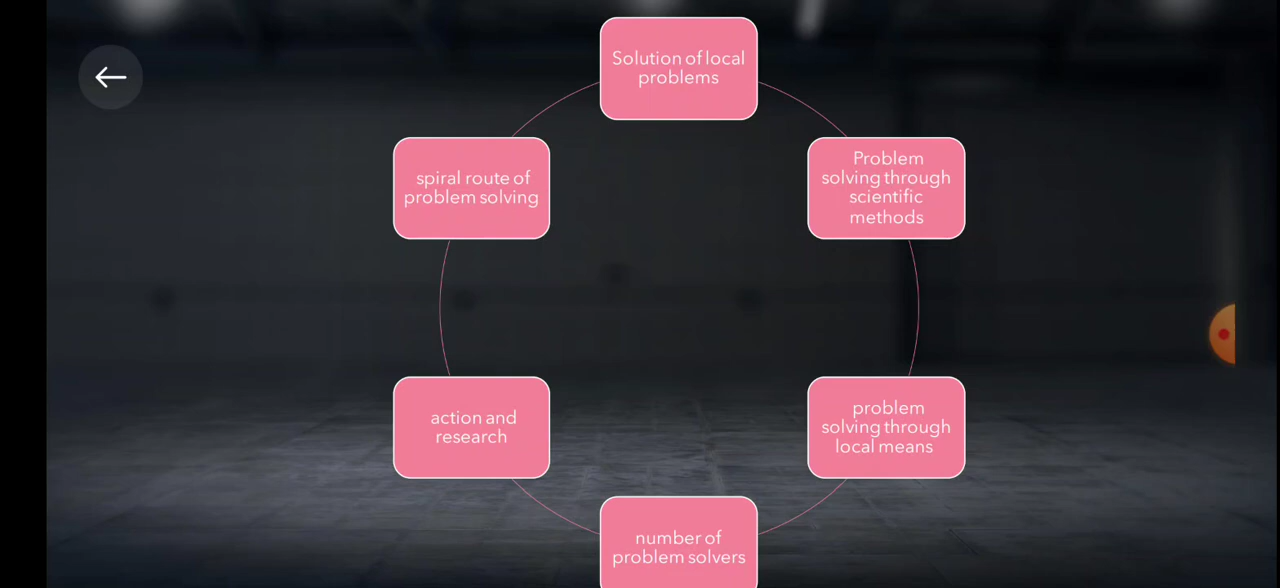 Solution of local
problems
Problem
solving through
scientific
methods
problem
solving through
local means
number of
problem solvers
action and
research
spiral route of
problem solving